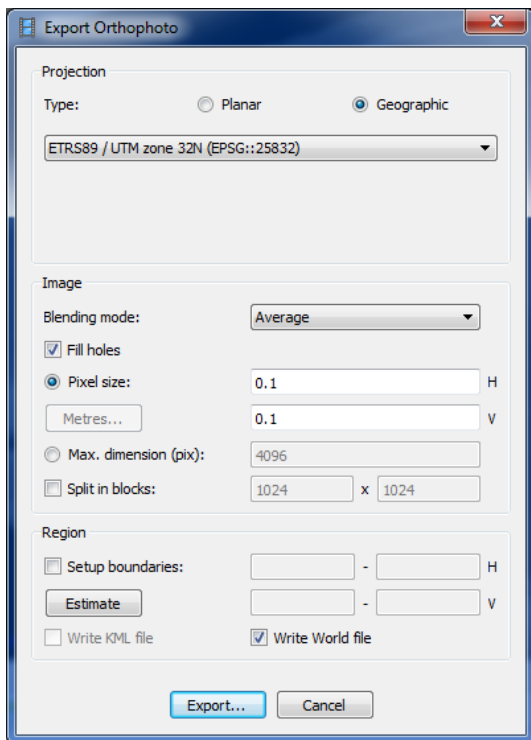 Export Orthophoto
Projection
Type: Planar Geographic
ETRS89 / UTM zone 32N (EPSG::25832)
Image
Blending mode: Average
Fill holes
Pixel size: 0.1 H
Metres... 0.1 V
Max. dimension (pix): 4096
Split in blocks: 1024 x 1024
Region
Setup boundaries: - H
Estimate - V
Write KML file Write World file
Export... Cancel